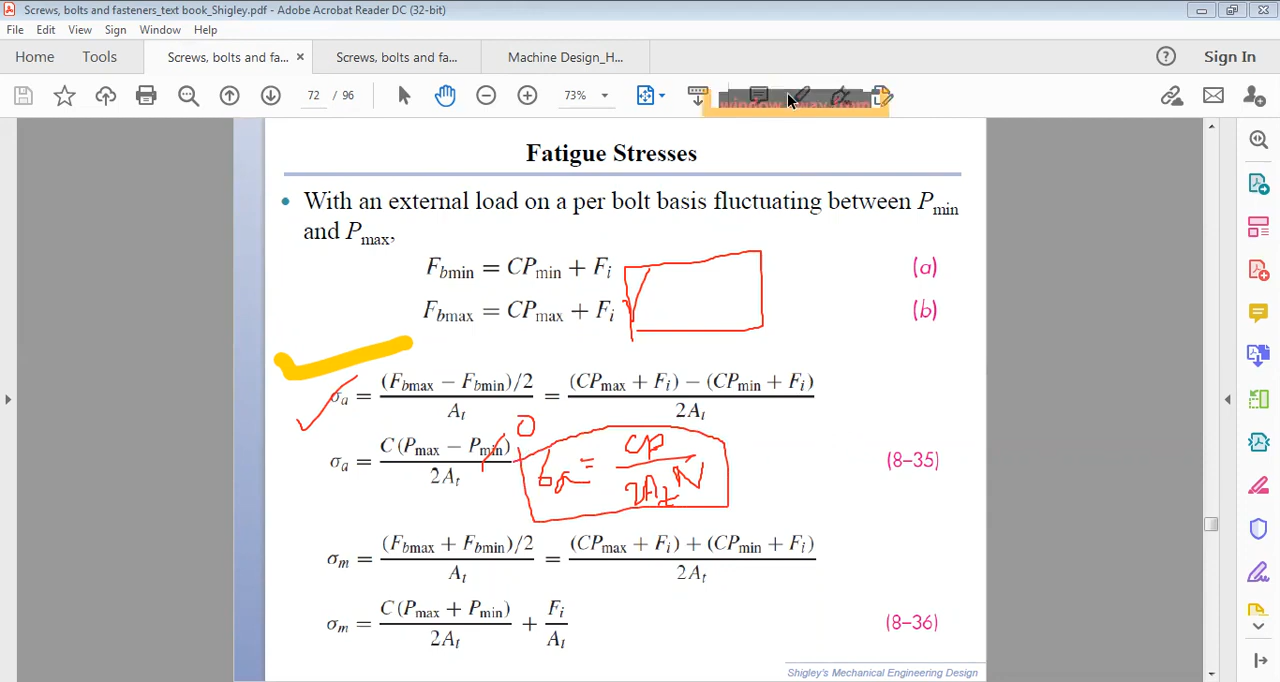 Screws, bolts and fasteners_text book_Shigley.pdf - Adobe Acrobat Reader DC (32-bit)
File Edit View Sign Window Help
Home Tools Screws, bolts and fa... × Screws, bolts and fa... Machine_Design_H... Sign In
72 / 96 73%
Fatigue Stresses
• With an external load on a per bolt basis fluctuating between Pmin
and Pmax,
Fbmin = CPmin + Fi (a)
Fbmax = CPmax + Fi (b)
σa = (Fbmax − Fbmin)/2 / At = (CPmax + Fi) − (CPmin + Fi) / 2At
σa = C(Pmax − Pmin) / 2At 0 σa = CP / 2At N (8–35)
σm = (Fbmax + Fbmin)/2 / At = (CPmax + Fi) + (CPmin + Fi) / 2At
σm = C(Pmax + Pmin) / 2At + Fi / At (8–36)
Shigley's Mechanical Engineering Design